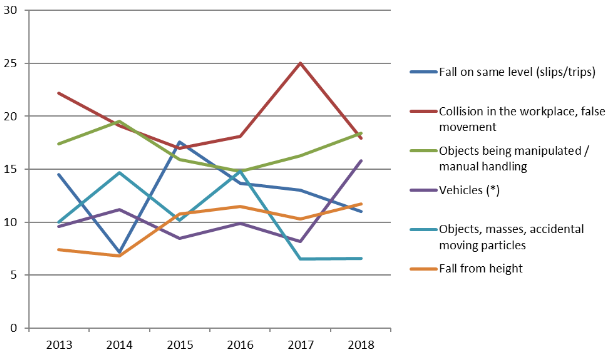 30
25
20
15
10
5
0
2013 2014 2015 2016 2017 2018
Fall on same level (slips/trips)
Collision in the workplace, false
movement
Objects being manipulated /
manual handling
Vehicles (*)
Objects, masses, accidental
moving particles
Fall from height